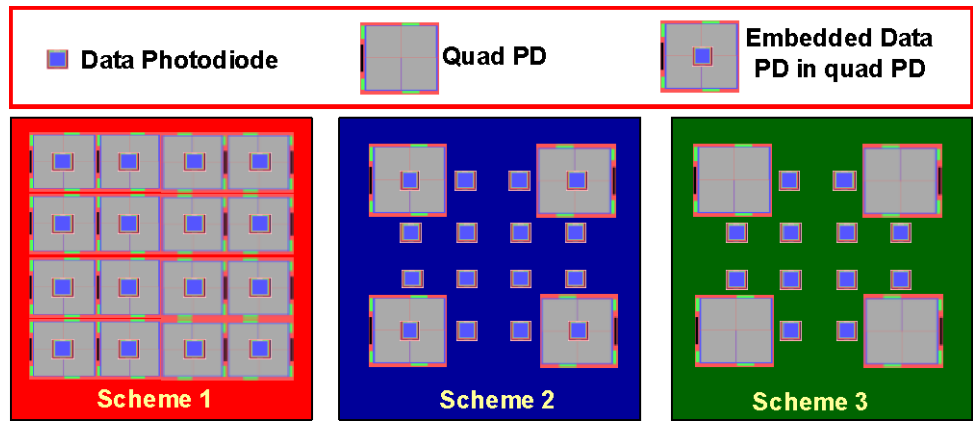 Data Photodiode
Quad PD
Embedded Data
PD in quad PD
Scheme 1
Scheme 2
Scheme 3